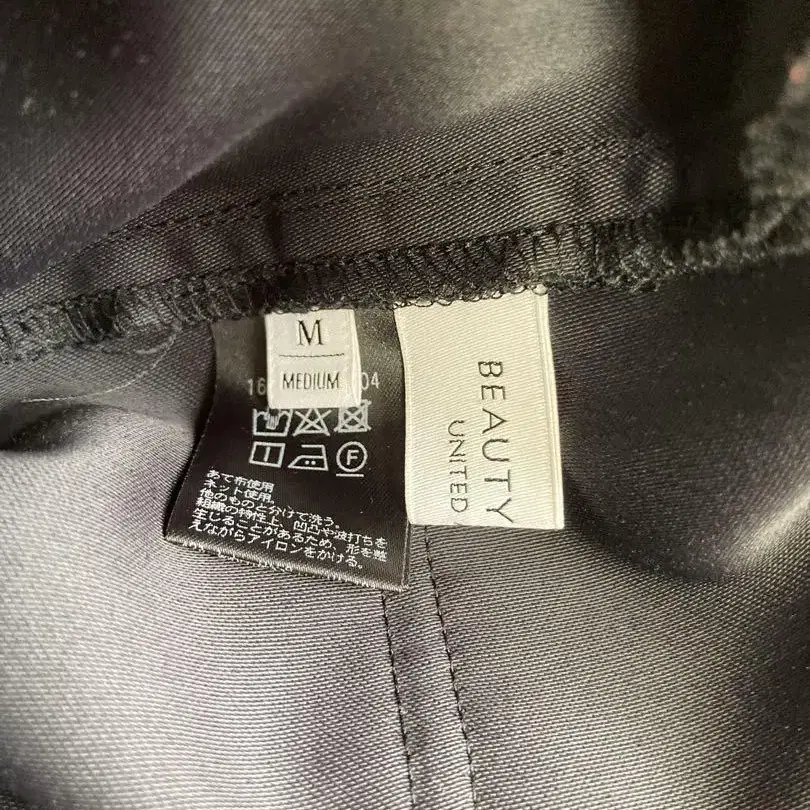 M
MEDIUM
16
04
F
あて布使用
ネット使用。
他のものと分けて洗う。
組織の特性上、凹凸や波打ちを
生じることがあるため、形を整
えながらアイロンをかける。
BEAUTY
UNITED